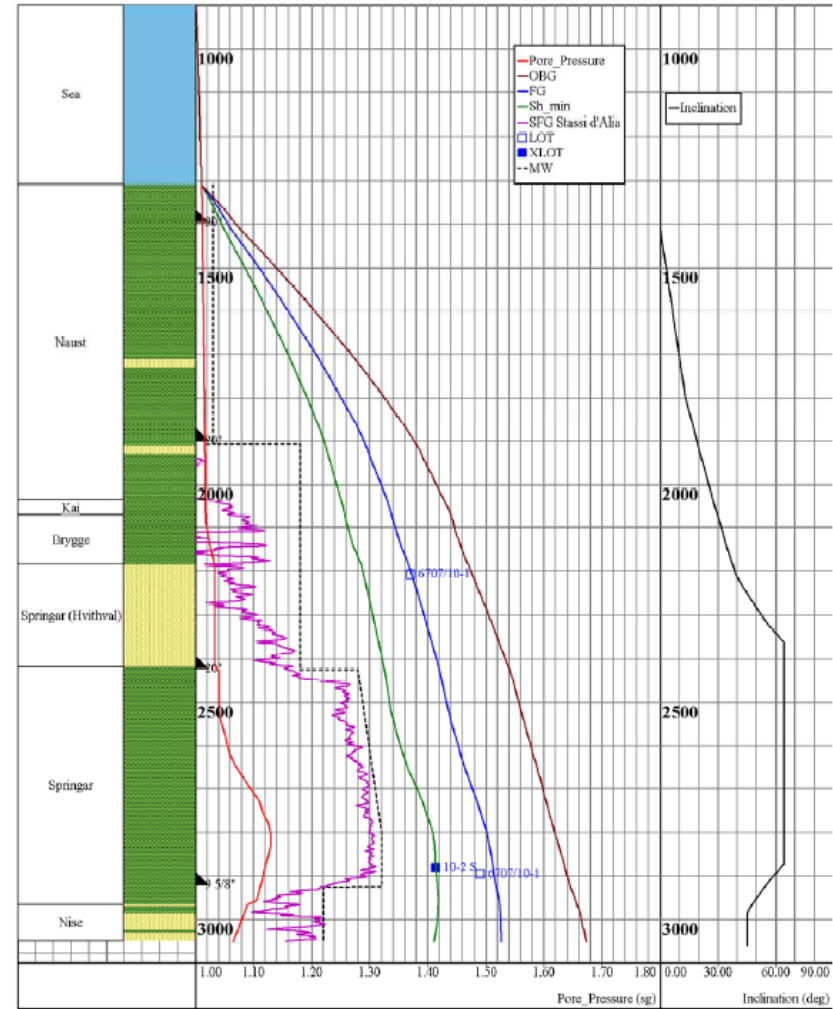 Sea
Naust
Kai
Brygge
Springar (Hvithval)
Springar
Nise
1000
1500
2000
2500
3000
9 5/8"
Pore_Pressure
OBG
FG
Sh_min
SFG Stassi d'Alia
LOT
XLOT
MW
6707/10-1
10-2 S
6707/10-1
1.00 1.10 1.20 1.30 1.40 1.50 1.60 1.70 1.80
Pore_Pressure (sg)
1000
Inclination
1500
2000
2500
3000
0.00 30.00 60.00 90.00
Inclination (deg)